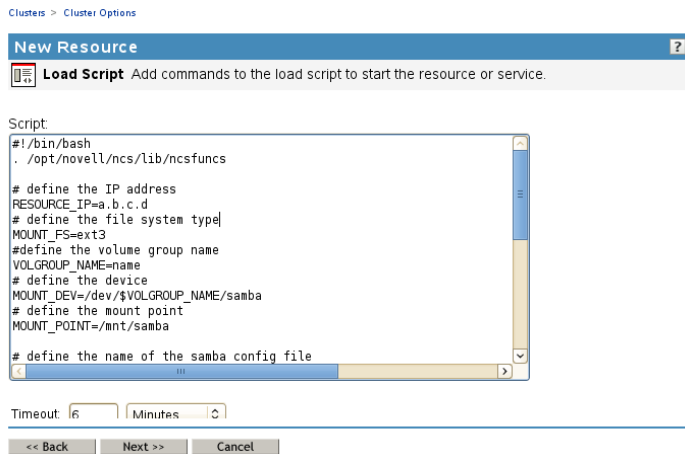 Clusters > Cluster Options
New Resource ?
Load Script Add commands to the load script to start the resource or service.
Script:
#!/bin/bash
. /opt/novell/ncs/lib/ncsfuncs
# define the IP address
RESOURCE_IP=a.b.c.d
# define the file system type
MOUNT_FS=ext3
#define the volume group name
VOLGROUP_NAME=name
# define the device
MOUNT_DEV=/dev/$VOLGROUP_NAME/samba
# define the mount point
MOUNT_POINT=/mnt/samba
# define the name of the samba config file
Timeout: 6 Minutes
<< Back Next >> Cancel